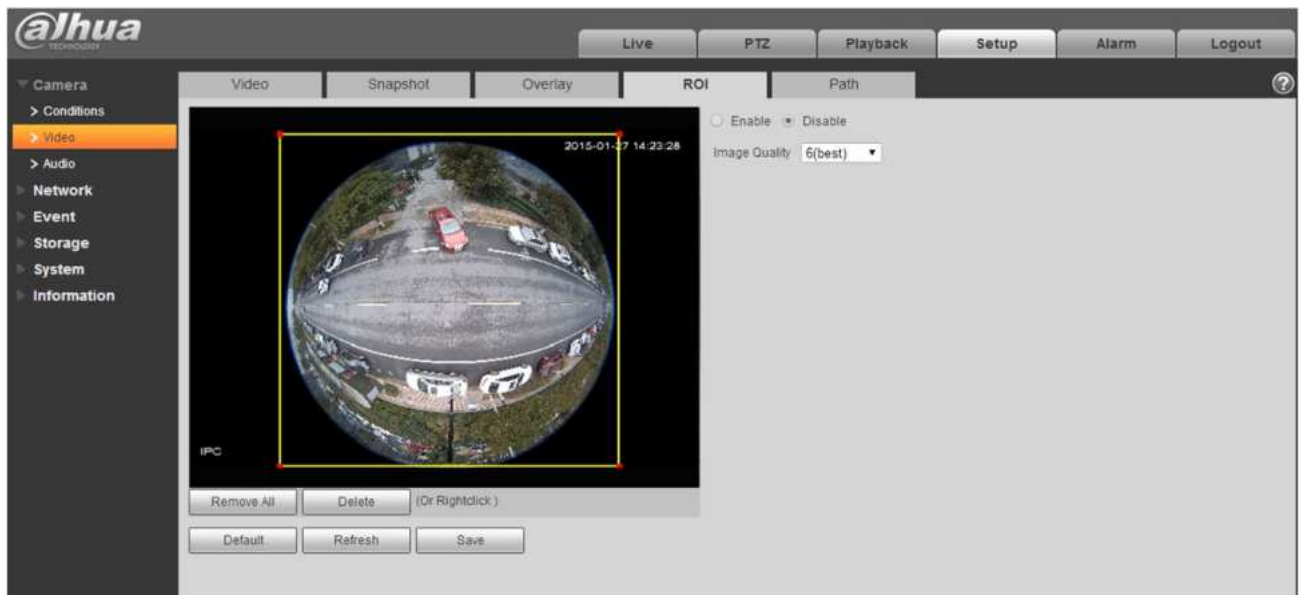 alhua
TECHNOLOGY
Live PTZ Playback Setup Alarm Logout
Camera
> Conditions
> Video
> Audio
Network
Event
Storage
System
Information
Video Snapshot Overlay ROI Path ?
2015-01-27 14:23:28
IPC
Enable Disable
Image Quality 6(best)
Remove All Delete (Or Rightclick )
Default Refresh Save